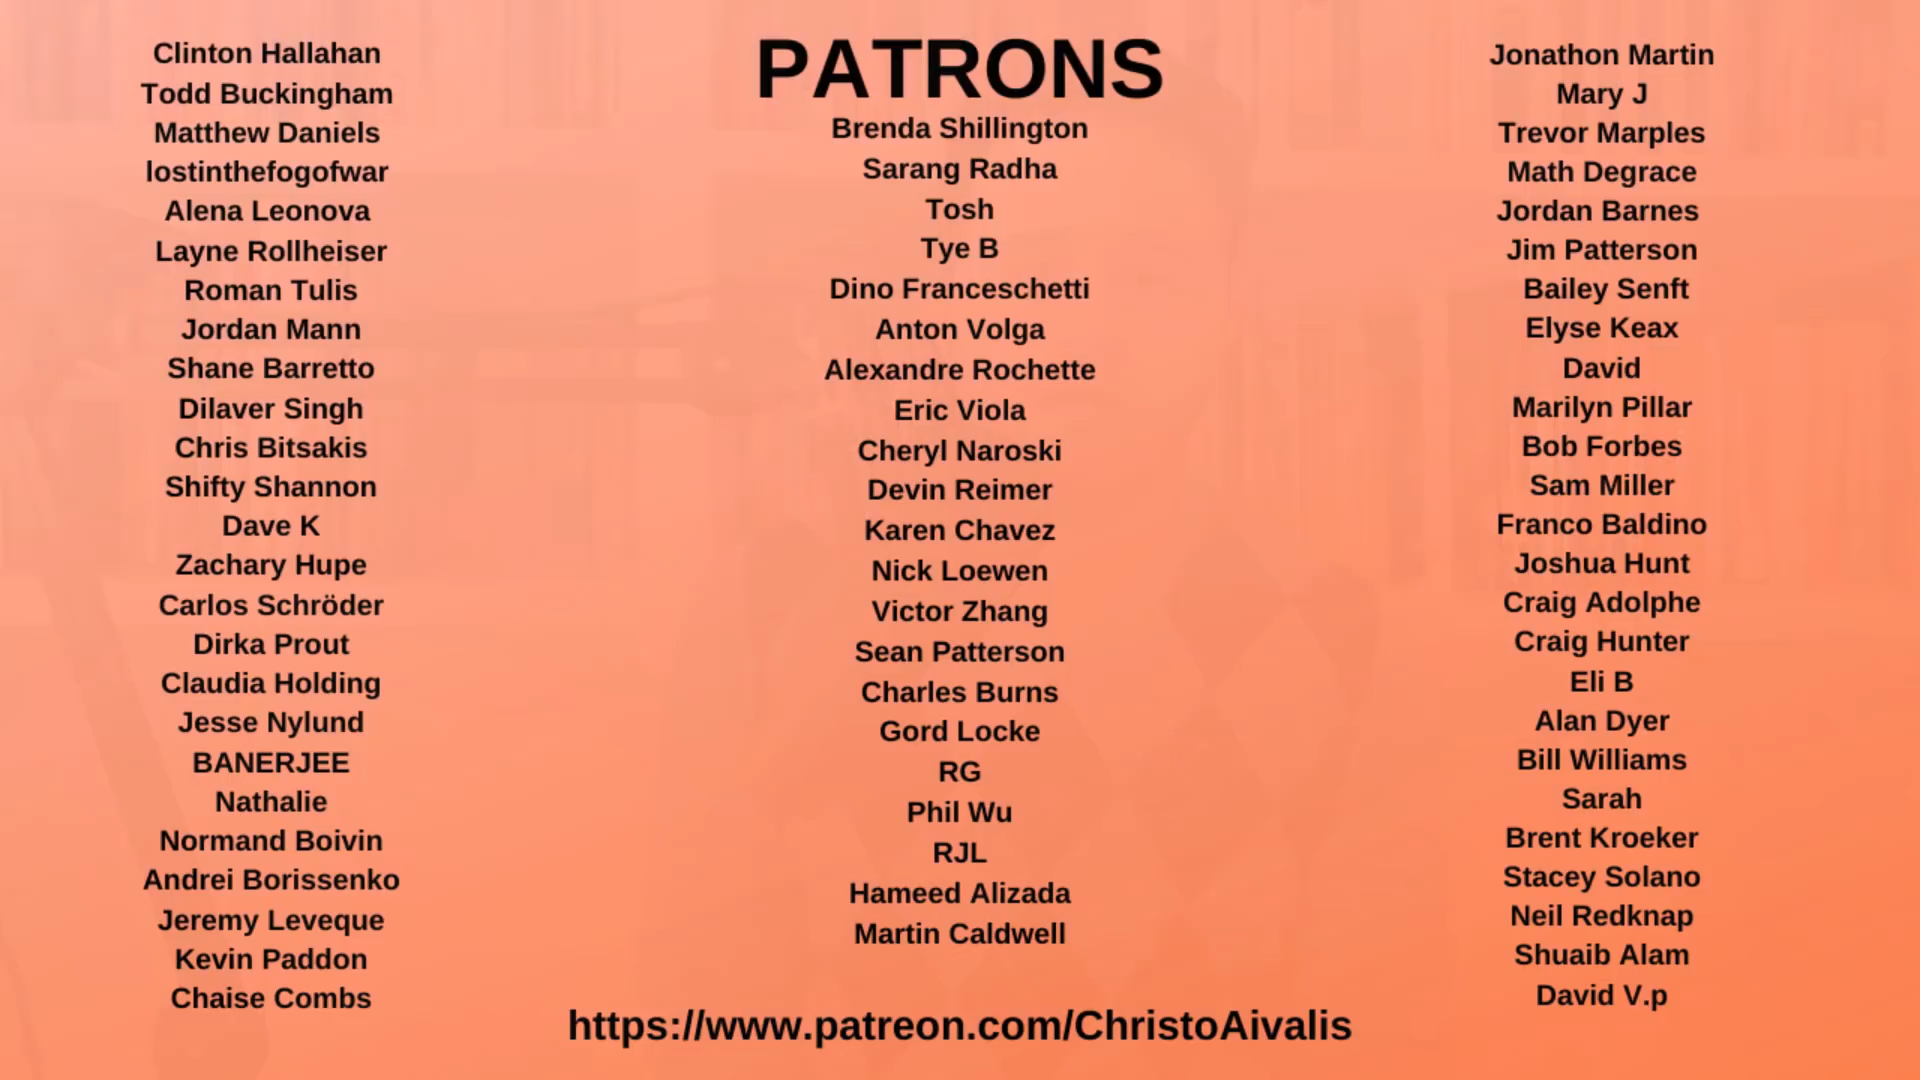 Clinton Hallahan
Todd Buckingham
Matthew Daniels
lostinthefogofwar
Alena Leonova
Layne Rollheiser
Roman Tulis
Jordan Mann
Shane Barretto
Dilaver Singh
Chris Bitsakis
Shifty Shannon
Dave K
Zachary Hupe
Carlos Schröder
Dirka Prout
Claudia Holding
Jesse Nylund
BANERJEE
Nathalie
Normand Boivin
Andrei Borissenko
Jeremy Leveque
Kevin Paddon
Chaise Combs
PATRONS
Brenda Shillington
Sarang Radha
Tosh
Tye B
Dino Franceschetti
Anton Volga
Alexandre Rochette
Eric Viola
Cheryl Naroski
Devin Reimer
Karen Chavez
Nick Loewen
Victor Zhang
Sean Patterson
Charles Burns
Gord Locke
RG
Phil Wu
RJL
Hameed Alizada
Martin Caldwell
Jonathon Martin
Mary J
Trevor Marples
Math Degrace
Jordan Barnes
Jim Patterson
Bailey Senft
Elyse Keax
David
Marilyn Pillar
Bob Forbes
Sam Miller
Franco Baldino
Joshua Hunt
Craig Adolphe
Craig Hunter
Eli B
Alan Dyer
Bill Williams
Sarah
Brent Kroeker
Stacey Solano
Neil Redknap
Shuaib Alam
David V.p
https://www.patreon.com/ChristoAivalis